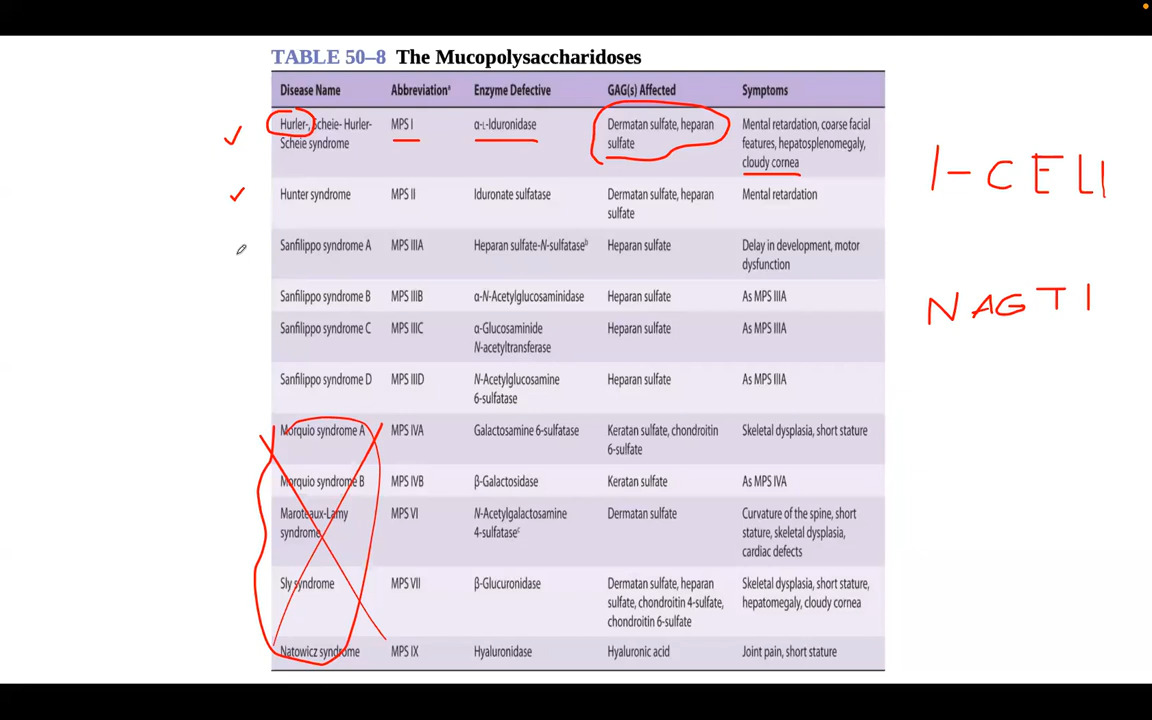 TABLE 50–8 The Mucopolysaccharidoses
Disease Name Abbreviationᵃ Enzyme Defective GAG(s) Affected Symptoms
Hurler-, Scheie- Hurler- MPS I α-L-Iduronidase Dermatan sulfate, heparan Mental retardation, coarse facial
Scheie syndrome sulfate features, hepatosplenomegaly,
cloudy cornea
Hunter syndrome MPS II Iduronate sulfatase Dermatan sulfate, heparan Mental retardation
sulfate
Sanfilippo syndrome A MPS IIIA Heparan sulfate-N-sulfataseᵇ Heparan sulfate Delay in development, motor
dysfunction
Sanfilippo syndrome B MPS IIIB α-N-Acetylglucosaminidase Heparan sulfate As MPS IIIA
Sanfilippo syndrome C MPS IIIC α-Glucosaminide Heparan sulfate As MPS IIIA
N-acetyltransferase
Sanfilippo syndrome D MPS IIID N-Acetylglucosamine Heparan sulfate As MPS IIIA
6-sulfatase
Morquio syndrome A MPS IVA Galactosamine 6-sulfatase Keratan sulfate, chondroitin Skeletal dysplasia, short stature
6-sulfate
Morquio syndrome B MPS IVB β-Galactosidase Keratan sulfate As MPS IVA
Maroteaux-Lamy MPS VI N-Acetylgalactosamine Dermatan sulfate Curvature of the spine, short
syndrome 4-sulfataseᶜ stature, skeletal dysplasia,
cardiac defects
Sly syndrome MPS VII β-Glucuronidase Dermatan sulfate, heparan Skeletal dysplasia, short stature,
sulfate, chondroitin 4-sulfate, hepatomegaly, cloudy cornea
chondroitin 6-sulfate
Natowicz syndrome MPS IX Hyaluronidase Hyaluronic acid Joint pain, short stature
I-CELL
NAGT I